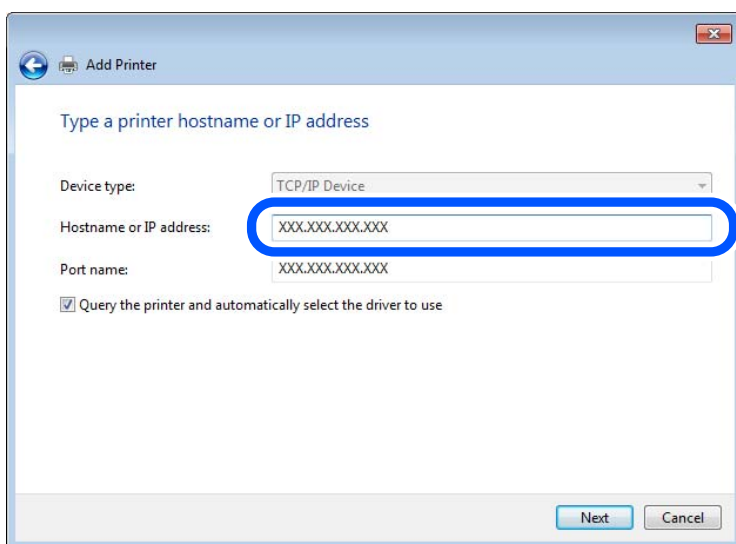 Add Printer
Type a printer hostname or IP address
Device type: TCP/IP Device
Hostname or IP address: XXX.XXX.XXX.XXX
Port name: XXX.XXX.XXX.XXX
Query the printer and automatically select the driver to use
Next Cancel